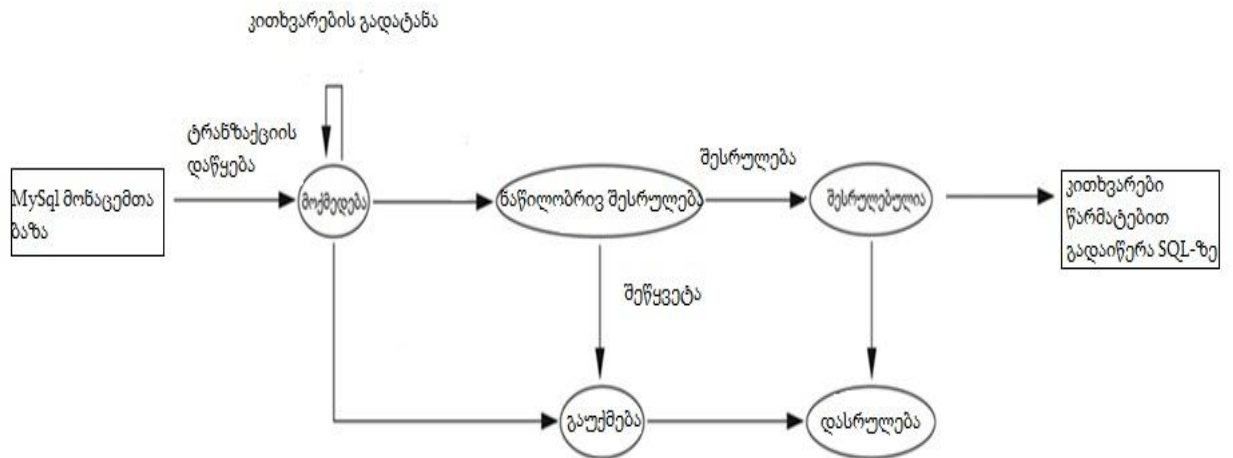 კითხვარების გადატანა
ტრანზაქციის
დაწყება
MySql მონაცემთა
ბაზა
მოქმედება
ნაწილობრივ შესრულება
შესრულება
შესრულებულია
კითხვარები
წარმატებით
გადაიწერა SQL-ზე
შეწყვეტა
გაუქმება
დასრულება